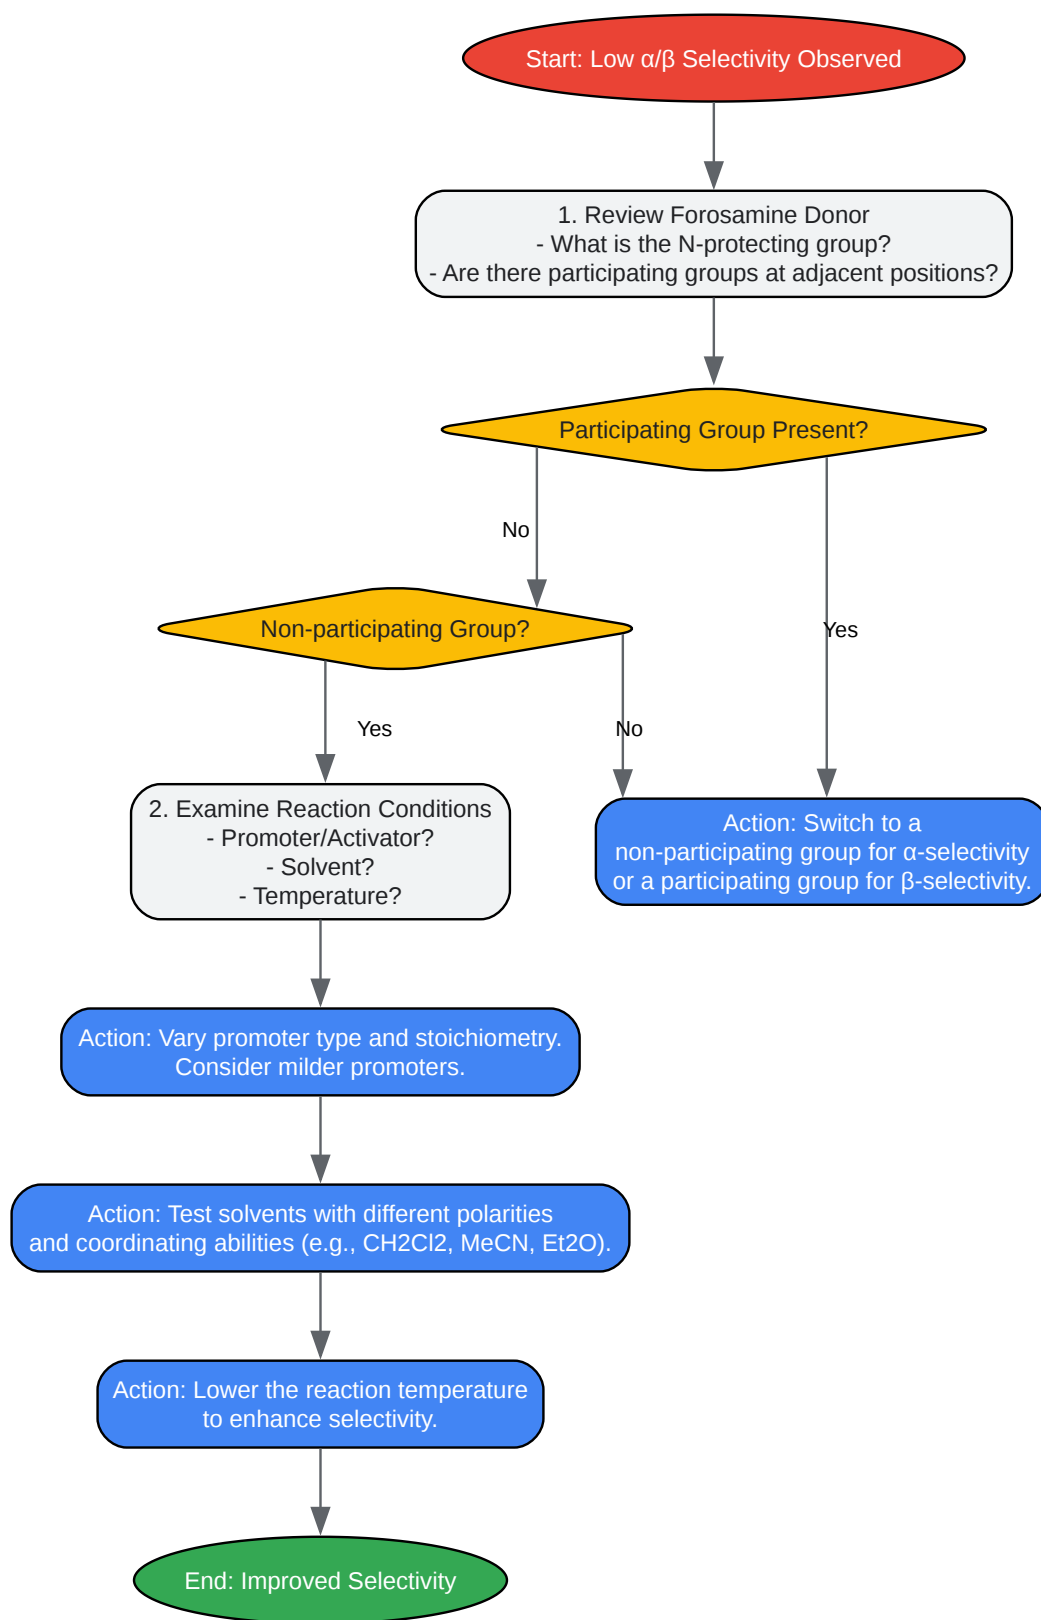 Start: Low α/β Selectivity Observed
1. Review Forosamine Donor
- What is the N-protecting group?
- Are there participating groups at adjacent positions?
Participating Group Present?
No
Yes
Non-participating Group?
Yes
No
2. Examine Reaction Conditions
- Promoter/Activator?
- Solvent?
- Temperature?
Action: Switch to a
non-participating group for α-selectivity
or a participating group for β-selectivity.
Action: Vary promoter type and stoichiometry.
Consider milder promoters.
Action: Test solvents with different polarities
and coordinating abilities (e.g., CH2Cl2, MeCN, Et2O).
Action: Lower the reaction temperature
to enhance selectivity.
End: Improved Selectivity